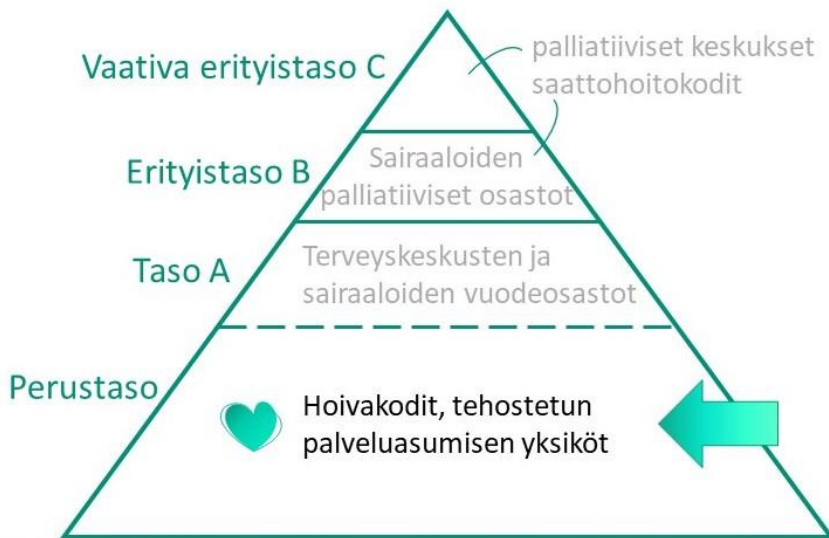 Vaativa erityistaso C
palliatiiviset keskukset
saattohoitokodit
Erityistaso B
Sairaaloiden
palliatiiviset osastot
Taso A
Terveyskeskusten ja
sairaaloiden vuodeosastot
Perustaso
Hoivakodit, tehostetun
palveluasumisen yksiköt